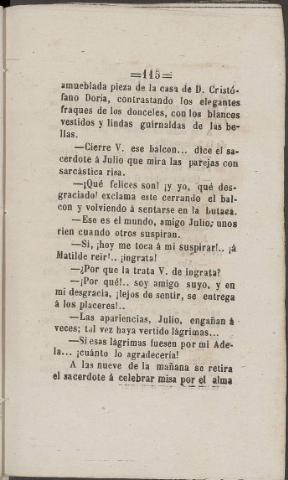 =115=
amueblada pieza de la casa de D. Cristó-
fano Doria, contrastando los elegantes
fraques de los donceles, con los blancos
vestidos y lindas guirnaldas de las be-
llas.
—Cierre V. ese balcon... dice el sa-
cerdote á Julio que mira las parejas con
sarcástica risa.
—¡Qué felices son! ¡y yo, qué des-
graciado! exclama este cerrando el bal-
con y volviendo á sentarse en la butaca.
—Ese es el mundo, amigo Julio; unos
rien cuando otros suspiran.
—Si, ¡hoy me toca á mi suspirar!.. ¡á
Matilde reir!.. ¡ingrata!
—¿Por que la trata V. de ingrata?
—¡Por qué!.. soy amigo suyo, y en
mi desgracia, ¡lejos de sentir, se entrega
á los placeres!..
—Las apariencias, Julio, engañan á
veces; tal vez haya vertido lágrimas...
—Si esas lágrimas fuesen por mi Ade-
la... ¡cuánto lo agradecería!
A las nueve de la mañana se retira
el sacerdote á celebrar misa por el alma